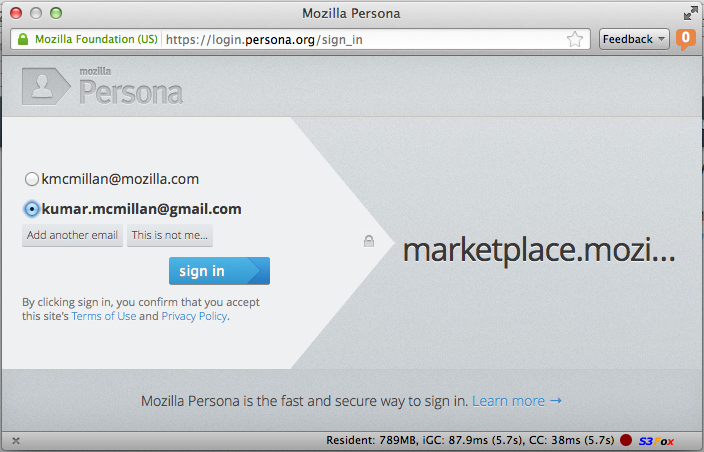 Mozilla Persona
Mozilla Foundation (US) https://login.persona.org/sign_in Feedback 0
mozilla
Persona
kmcmillan@mozilla.com
kumar.mcmillan@gmail.com
Add another email This is not me...
marketplace.mozi...
sign in
By clicking sign in, you confirm that you accept
this site's Terms of Use and Privacy Policy.
Mozilla Persona is the fast and secure way to sign in. Learn more →
Resident: 789MB, iGC: 87.9ms (5.7s), CC: 38ms (5.7s) S3Fox